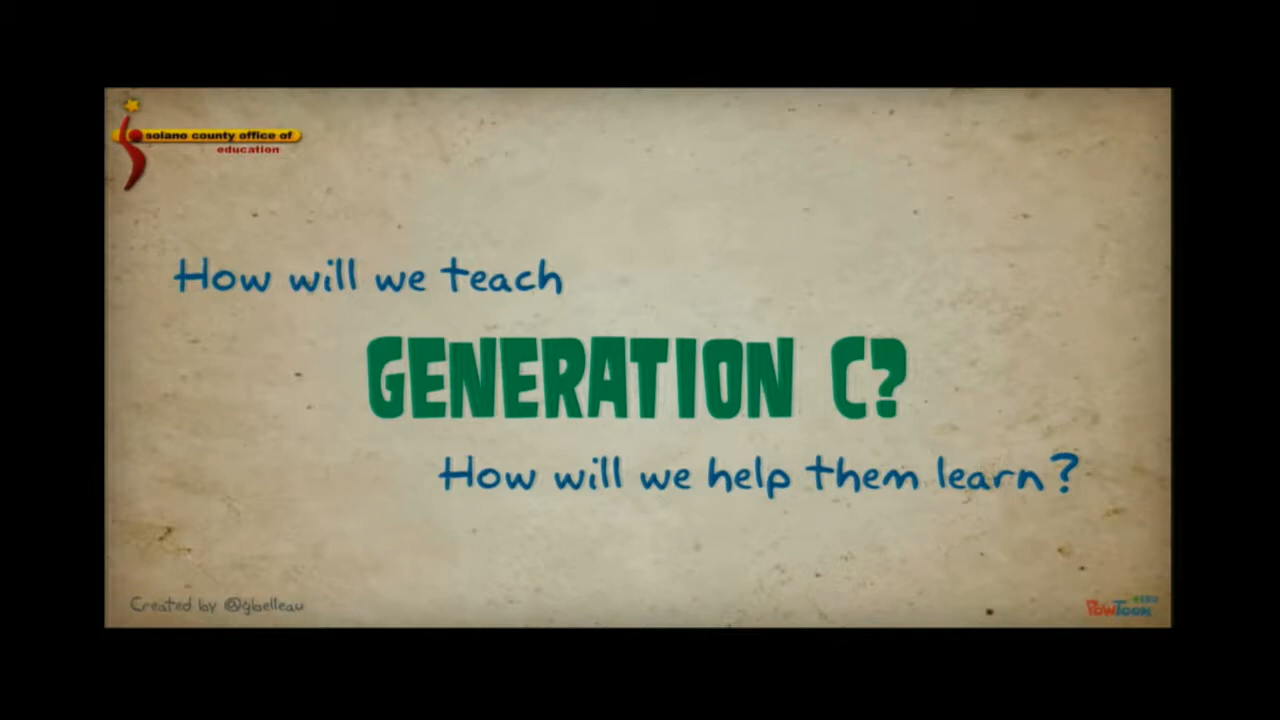 solano county office of
education
How will we teach
GENERATION C?
How will we help them learn?
Created by @gbelleau
POWTOON
EDU